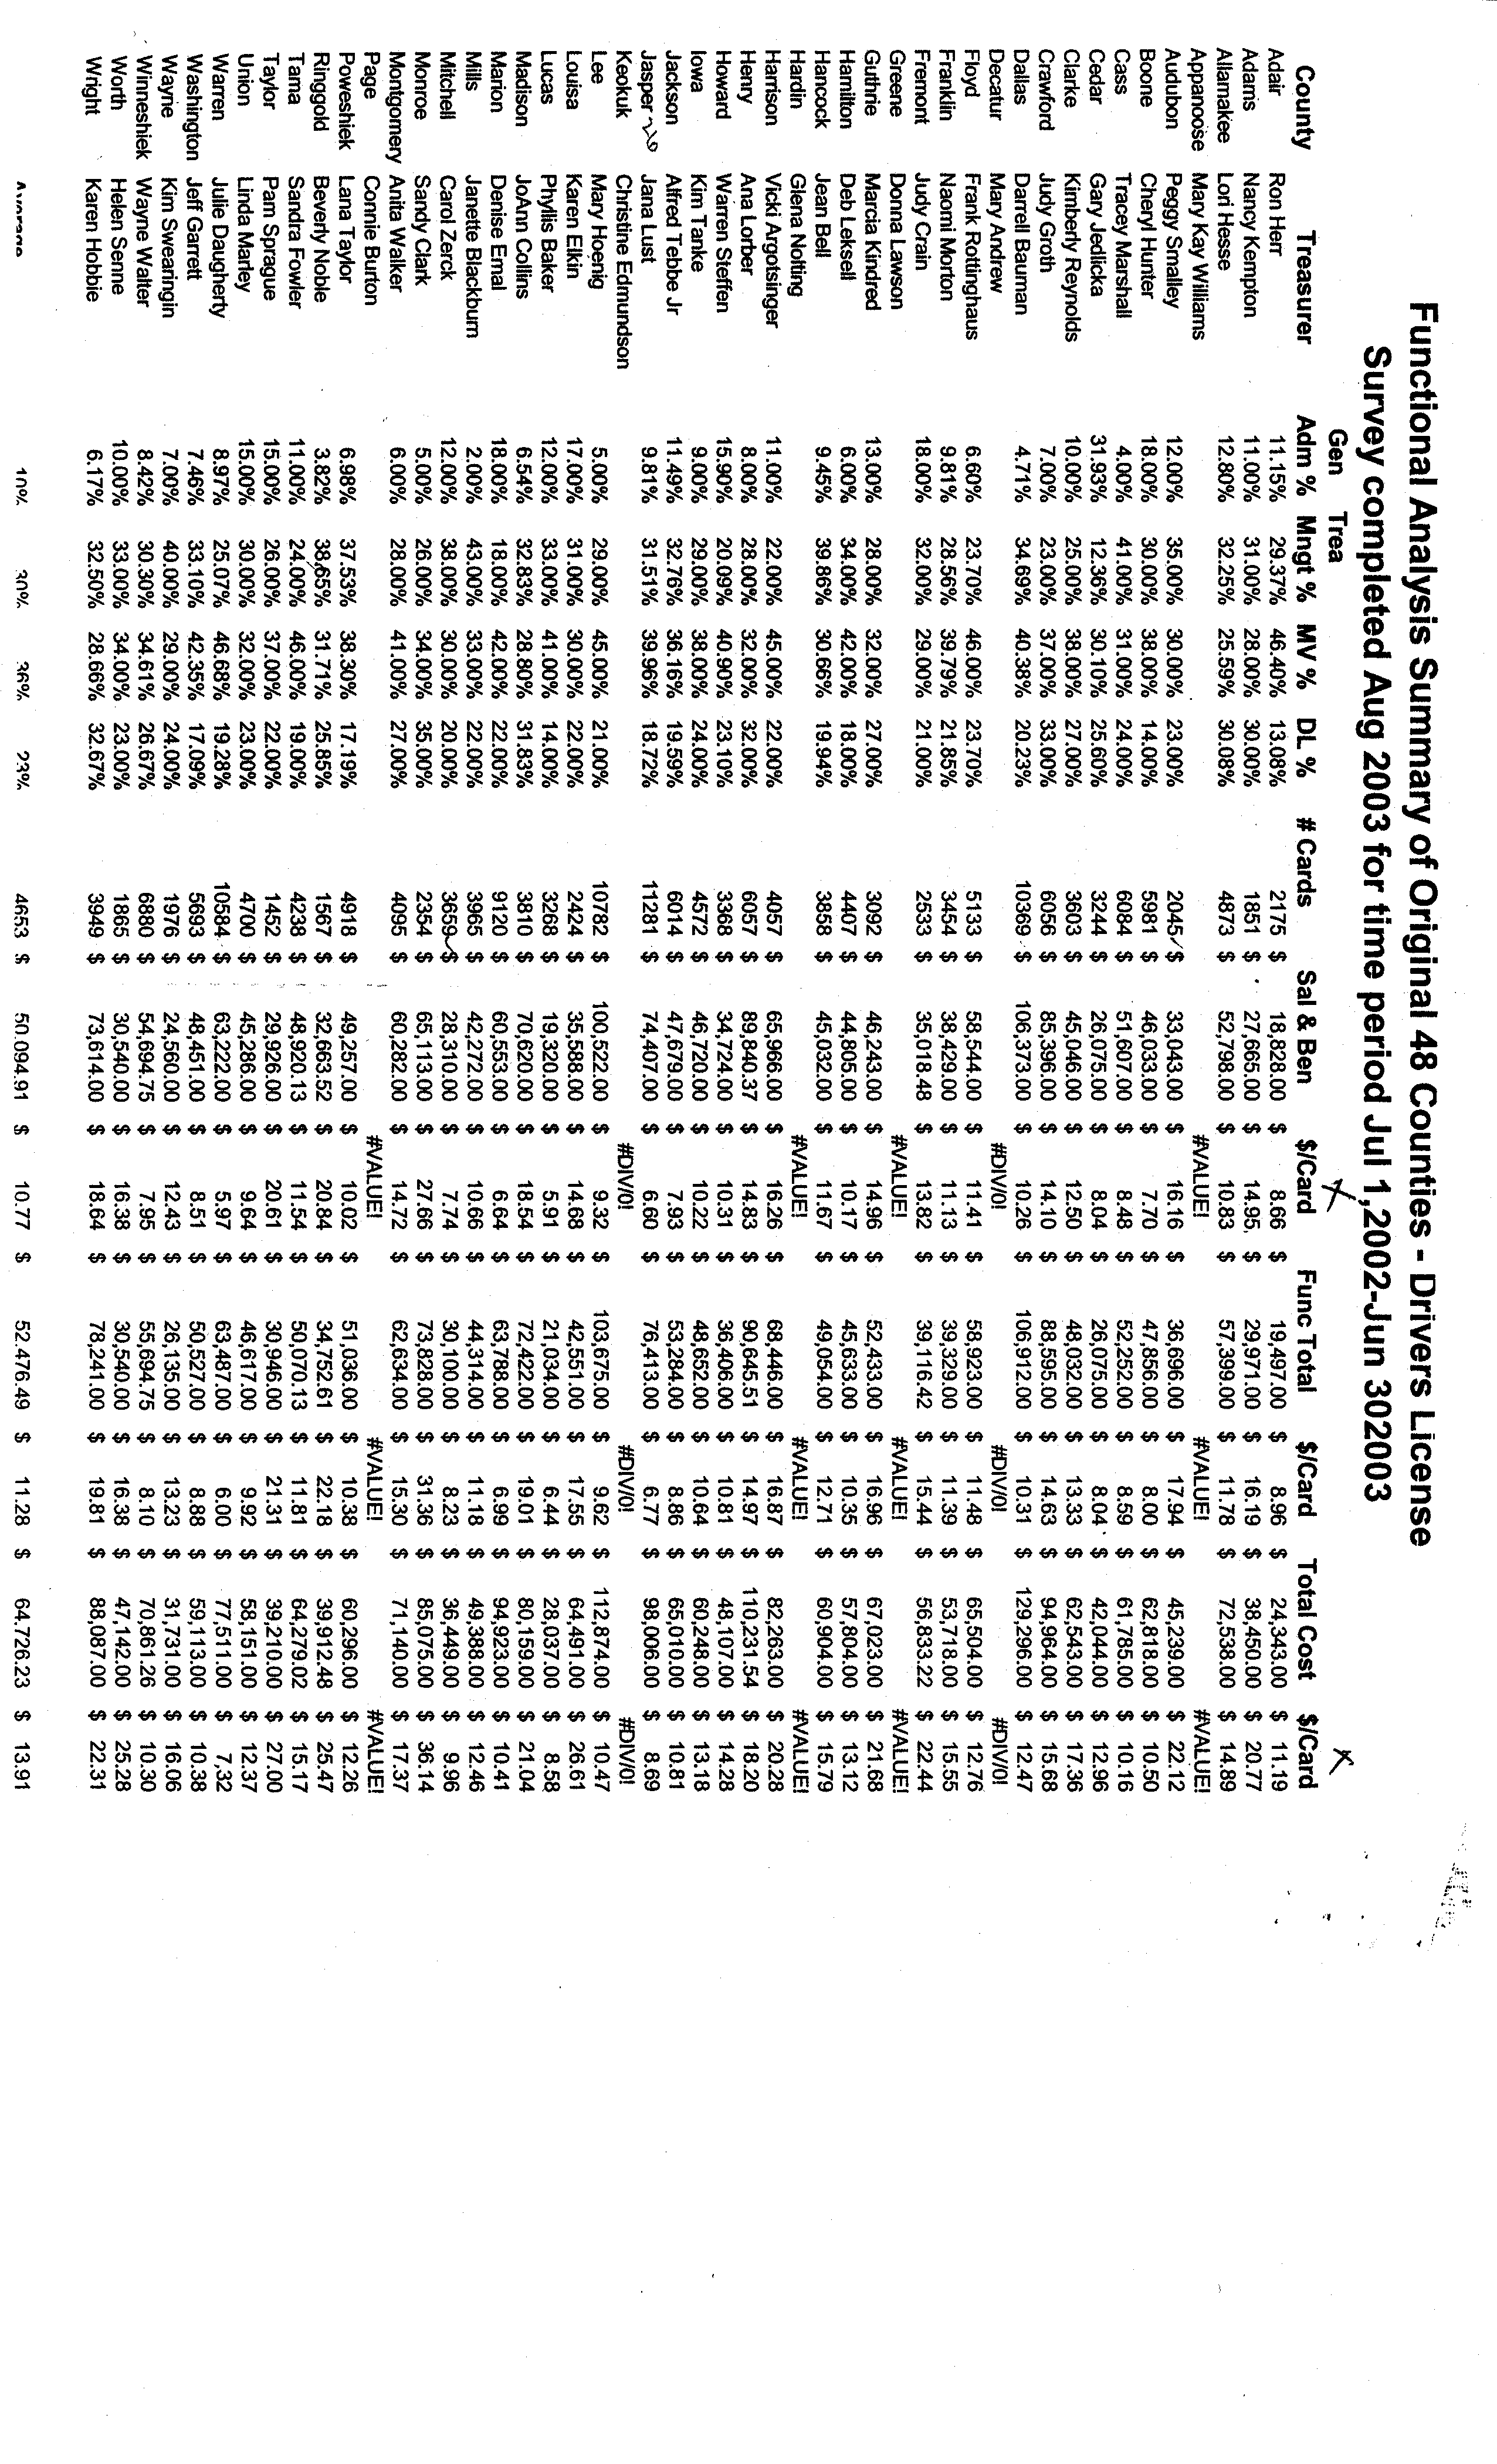 Functional Analysis Summary of Original 48 Counties - Drivers License
Survey completed Aug 2003 for time period Jul 1,2002-Jun 302003
Gen Trea
County Treasurer Adm % Mngt % MV % DL % # Cards Sal & Ben $/Card Func Total $/Card Total Cost $/Card
Adair Ron Herr 11.15% 29.37% 46.40% 13.08% 2175 $ 18,828.00 $ 8.66 $ 19,497.00 $ 8.96 $ 24,343.00 $ 11.19
Adams Nancy Kempton 11.00% 31.00% 28.00% 30.00% 1851 $ 27,665.00 $ 14.95 $ 29,971.00 $ 16.19 $ 38,450.00 $ 20.77
Allamakee Lori Hesse 12.80% 32.25% 25.59% 30.08% 4873 $ 52,798.00 $ 10.83 $ 57,399.00 $ 11.78 $ 72,538.00 $ 14.89
Appanoose Mary Kay Williams #VALUE! #VALUE! #VALUE!
Audubon Peggy Smalley 12.00% 35.00% 30.00% 23.00% 2045 $ 33,043.00 $ 16.16 $ 36,696.00 $ 17.94 $ 45,239.00 $ 22.12
Boone Cheryl Hunter 18.00% 30.00% 38.00% 14.00% 5981 $ 46,033.00 $ 7.70 $ 47,856.00 $ 8.00 $ 62,818.00 $ 10.50
Cass Tracey Marshall 4.00% 41.00% 31.00% 24.00% 6084 $ 51,607.00 $ 8.48 $ 52,252.00 $ 8.59 $ 61,785.00 $ 10.16
Cedar Gary Jedlicka 31.93% 12.36% 30.10% 25.60% 3244 $ 26,075.00 $ 8.04 $ 26,075.00 $ 8.04 $ 42,044.00 $ 12.96
Clarke Kimberly Reynolds 10.00% 25.00% 38.00% 27.00% 3603 $ 45,046.00 $ 12.50 $ 48,032.00 $ 13.33 $ 62,543.00 $ 17.36
Crawford Judy Groth 7.00% 23.00% 37.00% 33.00% 6056 $ 85,396.00 $ 14.10 $ 88,595.00 $ 14.63 $ 94,964.00 $ 15.68
Dallas Darrell Bauman 4.71% 34.69% 40.38% 20.23% 10369 $ 106,373.00 $ 10.26 $ 106,912.00 $ 10.31 $ 129,296.00 $ 12.47
Decatur Mary Andrew #DIV/0! #DIV/0! #DIV/0!
Floyd Frank Rottinghaus 6.60% 23.70% 46.00% 23.70% 5133 $ 58,544.00 $ 11.41 $ 58,923.00 $ 11.48 $ 65,504.00 $ 12.76
Franklin Naomi Morton 9.81% 28.56% 39.79% 21.85% 3454 $ 38,429.00 $ 11.13 $ 39,329.00 $ 11.39 $ 53,718.00 $ 15.55
Fremont Judy Crain 18.00% 32.00% 29.00% 21.00% 2533 $ 35,018.48 $ 13.82 $ 39,116.42 $ 15.44 $ 56,833.22 $ 22.44
Greene Donna Lawson #VALUE! #VALUE! #VALUE!
Guthrie Marcia Kindred 13.00% 28.00% 32.00% 27.00% 3092 $ 46,243.00 $ 14.96 $ 52,433.00 $ 16.96 $ 67,023.00 $ 21.68
Hamilton Deb Leksell 6.00% 34.00% 42.00% 18.00% 4407 $ 44,805.00 $ 10.17 $ 45,633.00 $ 10.35 $ 57,804.00 $ 13.12
Hancock Jean Bell 9.45% 39.86% 30.66% 19.94% 3858 $ 45,032.00 $ 11.67 $ 49,054.00 $ 12.71 $ 60,904.00 $ 15.79
Hardin Glena Nolting #VALUE! #VALUE! #VALUE!
Harrison Vicki Argotsinger 11.00% 22.00% 45.00% 22.00% 4057 $ 65,966.00 $ 16.26 $ 68,446.00 $ 16.87 $ 82,263.00 $ 20.28
Henry Ana Lorber 8.00% 28.00% 32.00% 32.00% 6057 $ 89,840.37 $ 14.83 $ 90,645.51 $ 14.97 $ 110,231.54 $ 18.20
Howard Warren Steffen 15.90% 20.09% 40.90% 23.10% 3368 $ 34,724.00 $ 10.31 $ 36,406.00 $ 10.81 $ 48,107.00 $ 14.28
Iowa Kim Tanke 9.00% 29.00% 38.00% 24.00% 4572 $ 46,720.00 $ 10.22 $ 48,652.00 $ 10.64 $ 60,248.00 $ 13.18
Jackson Alfred Tebbe Jr 11.49% 32.76% 36.16% 19.59% 6014 $ 47,679.00 $ 7.93 $ 53,284.00 $ 8.86 $ 65,010.00 $ 10.81
Jasper Jana Lust 9.81% 31.51% 39.96% 18.72% 11281 $ 74,407.00 $ 6.60 $ 76,413.00 $ 6.77 $ 98,006.00 $ 8.69
Keokuk Christine Edmundson #DIV/0! #DIV/0! #DIV/0!
Lee Mary Hoenig 5.00% 29.00% 45.00% 21.00% 10782 $ 100,522.00 $ 9.32 $ 103,675.00 $ 9.62 $ 112,874.00 $ 10.47
Louisa Karen Elkin 17.00% 31.00% 30.00% 22.00% 2424 $ 35,588.00 $ 14.68 $ 42,551.00 $ 17.55 $ 64,491.00 $ 26.61
Lucas Phyllis Baker 12.00% 33.00% 41.00% 14.00% 3268 $ 19,320.00 $ 5.91 $ 21,034.00 $ 6.44 $ 28,037.00 $ 8.58
Madison JoAnn Collins 6.54% 32.83% 28.80% 31.83% 3810 $ 70,620.00 $ 18.54 $ 72,422.00 $ 19.01 $ 80,159.00 $ 21.04
Marion Denise Emal 18.00% 18.00% 42.00% 22.00% 9120 $ 60,553.00 $ 6.64 $ 63,788.00 $ 6.99 $ 94,923.00 $ 10.41
Mills Janette Blackburn 2.00% 43.00% 33.00% 22.00% 3965 $ 42,272.00 $ 10.66 $ 44,314.00 $ 11.18 $ 49,388.00 $ 12.46
Mitchell Carol Zerck 12.00% 38.00% 30.00% 20.00% 3659 $ 28,310.00 $ 7.74 $ 30,100.00 $ 8.23 $ 36,449.00 $ 9.96
Monroe Sandy Clark 5.00% 26.00% 34.00% 35.00% 2354 $ 65,113.00 $ 27.66 $ 73,828.00 $ 31.36 $ 85,075.00 $ 36.14
Montgomery Anita Walker 6.00% 28.00% 41.00% 27.00% 4095 $ 60,282.00 $ 14.72 $ 62,634.00 $ 15.30 $ 71,140.00 $ 17.37
Page Connie Burton #VALUE! #VALUE! #VALUE!
Poweshiek Lana Taylor 6.98% 37.53% 38.30% 17.19% 4918 $ 49,257.00 $ 10.02 $ 51,036.00 $ 10.38 $ 60,296.00 $ 12.26
Ringgold Beverly Noble 3.82% 38.65% 31.71% 25.85% 1567 $ 32,663.52 $ 20.84 $ 34,752.61 $ 22.18 $ 39,912.48 $ 25.47
Tama Sandra Fowler 11.00% 24.00% 46.00% 19.00% 4238 $ 48,920.13 $ 11.54 $ 50,070.13 $ 11.81 $ 64,279.02 $ 15.17
Taylor Pam Sprague 15.00% 26.00% 37.00% 22.00% 1452 $ 29,926.00 $ 20.61 $ 30,946.00 $ 21.31 $ 39,210.00 $ 27.00
Union Linda Marley 15.00% 30.00% 32.00% 23.00% 4700 $ 45,286.00 $ 9.64 $ 46,617.00 $ 9.92 $ 58,151.00 $ 12.37
Warren Julie Daugherty 8.97% 25.07% 46.68% 19.28% 10584 $ 63,222.00 $ 5.97 $ 63,487.00 $ 6.00 $ 77,511.00 $ 7.32
Washington Jeff Garrett 7.46% 33.10% 42.35% 17.09% 5693 $ 48,451.00 $ 8.51 $ 50,527.00 $ 8.88 $ 59,113.00 $ 10.38
Wayne Kim Swearingin 7.00% 40.00% 29.00% 24.00% 1976 $ 24,560.00 $ 12.43 $ 26,135.00 $ 13.23 $ 31,731.00 $ 16.06
Winneshiek Wayne Walter 8.42% 30.30% 34.61% 26.67% 6880 $ 54,694.75 $ 7.95 $ 55,694.75 $ 8.10 $ 70,861.26 $ 10.30
Worth Helen Senne 10.00% 33.00% 34.00% 23.00% 1865 $ 30,540.00 $ 16.38 $ 30,540.00 $ 16.38 $ 47,142.00 $ 25.28
Wright Karen Hobbie 6.17% 32.50% 28.66% 32.67% 3949 $ 73,614.00 $ 18.64 $ 78,241.00 $ 19.81 $ 88,087.00 $ 22.31
Average 10% 30% 36% 23% 4653 $ 50,094.91 $ 10.77 $ 52,476.49 $ 11.28 $ 64,726.23 $ 13.91